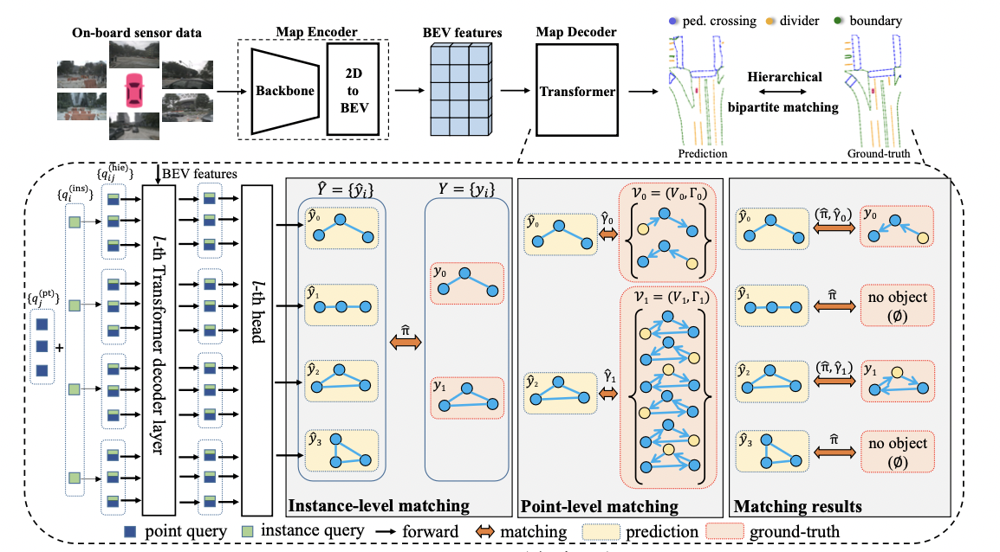 ped. crossing divider boundary
On-board sensor data
Map Encoder
BEV features
Map Decoder
Backbone
2D
to
BEV
Transformer
Hierarchical
bipartite matching
Prediction
Ground-truth
{q_i^(ins)}
{q_ij^(hie)}
BEV features
{q_j^(pt)}
+
l-th Transformer decoder layer
l-th head
Ŷ = {ŷ_i}
Y = {y_i}
ŷ_0
ŷ_1
ŷ_2
ŷ_3
π̂
y_0
y_1
Instance-level matching
ŷ_0
γ̂_0
𝒱_0 = (V_0, Γ_0)
ŷ_2
γ̂_1
𝒱_1 = (V_1, Γ_1)
Point-level matching
ŷ_0
(π̂, γ̂_0)
y_0
ŷ_1
π̂
no object
(∅)
ŷ_2
(π̂, γ̂_1)
y_1
ŷ_3
π̂
no object
(∅)
Matching results
point query instance query forward matching prediction ground-truth